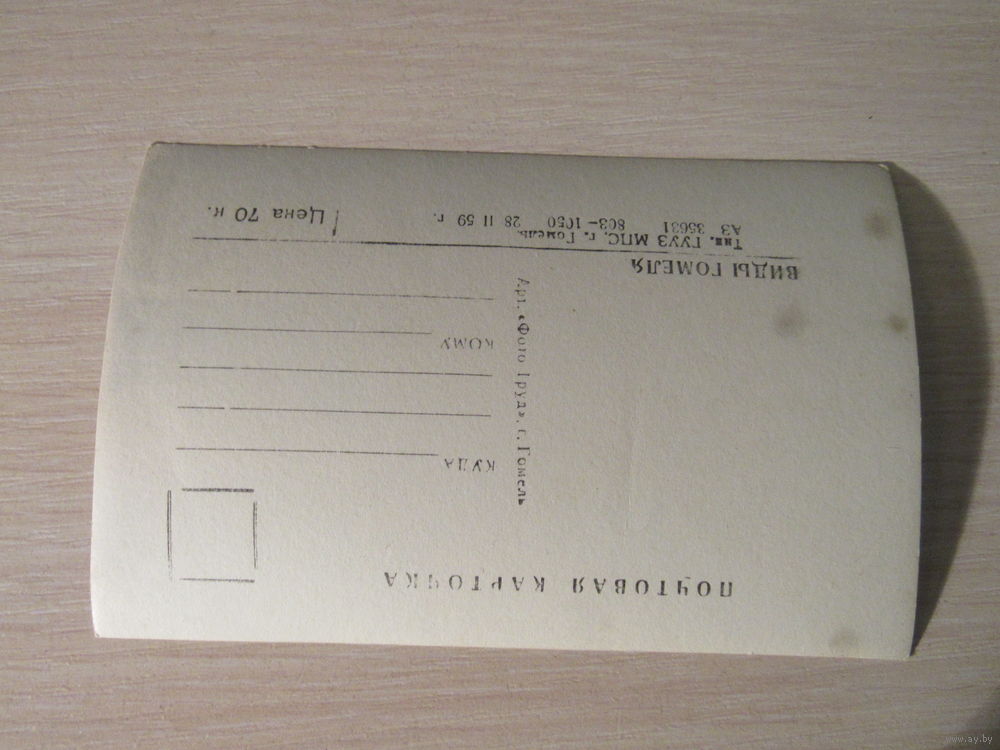 ПОЧТОВАЯ КАРТОЧКА
КУДА
КОМУ
Арт. «Фото Труд», г. Гомель
ВИДЫ ГОМЕЛЯ
Тип. ГУУЗ МПС, г. Гомель,
АЗ 35631 803-1050 28 II 59 г.
Цена 70 к.
www.ay.by